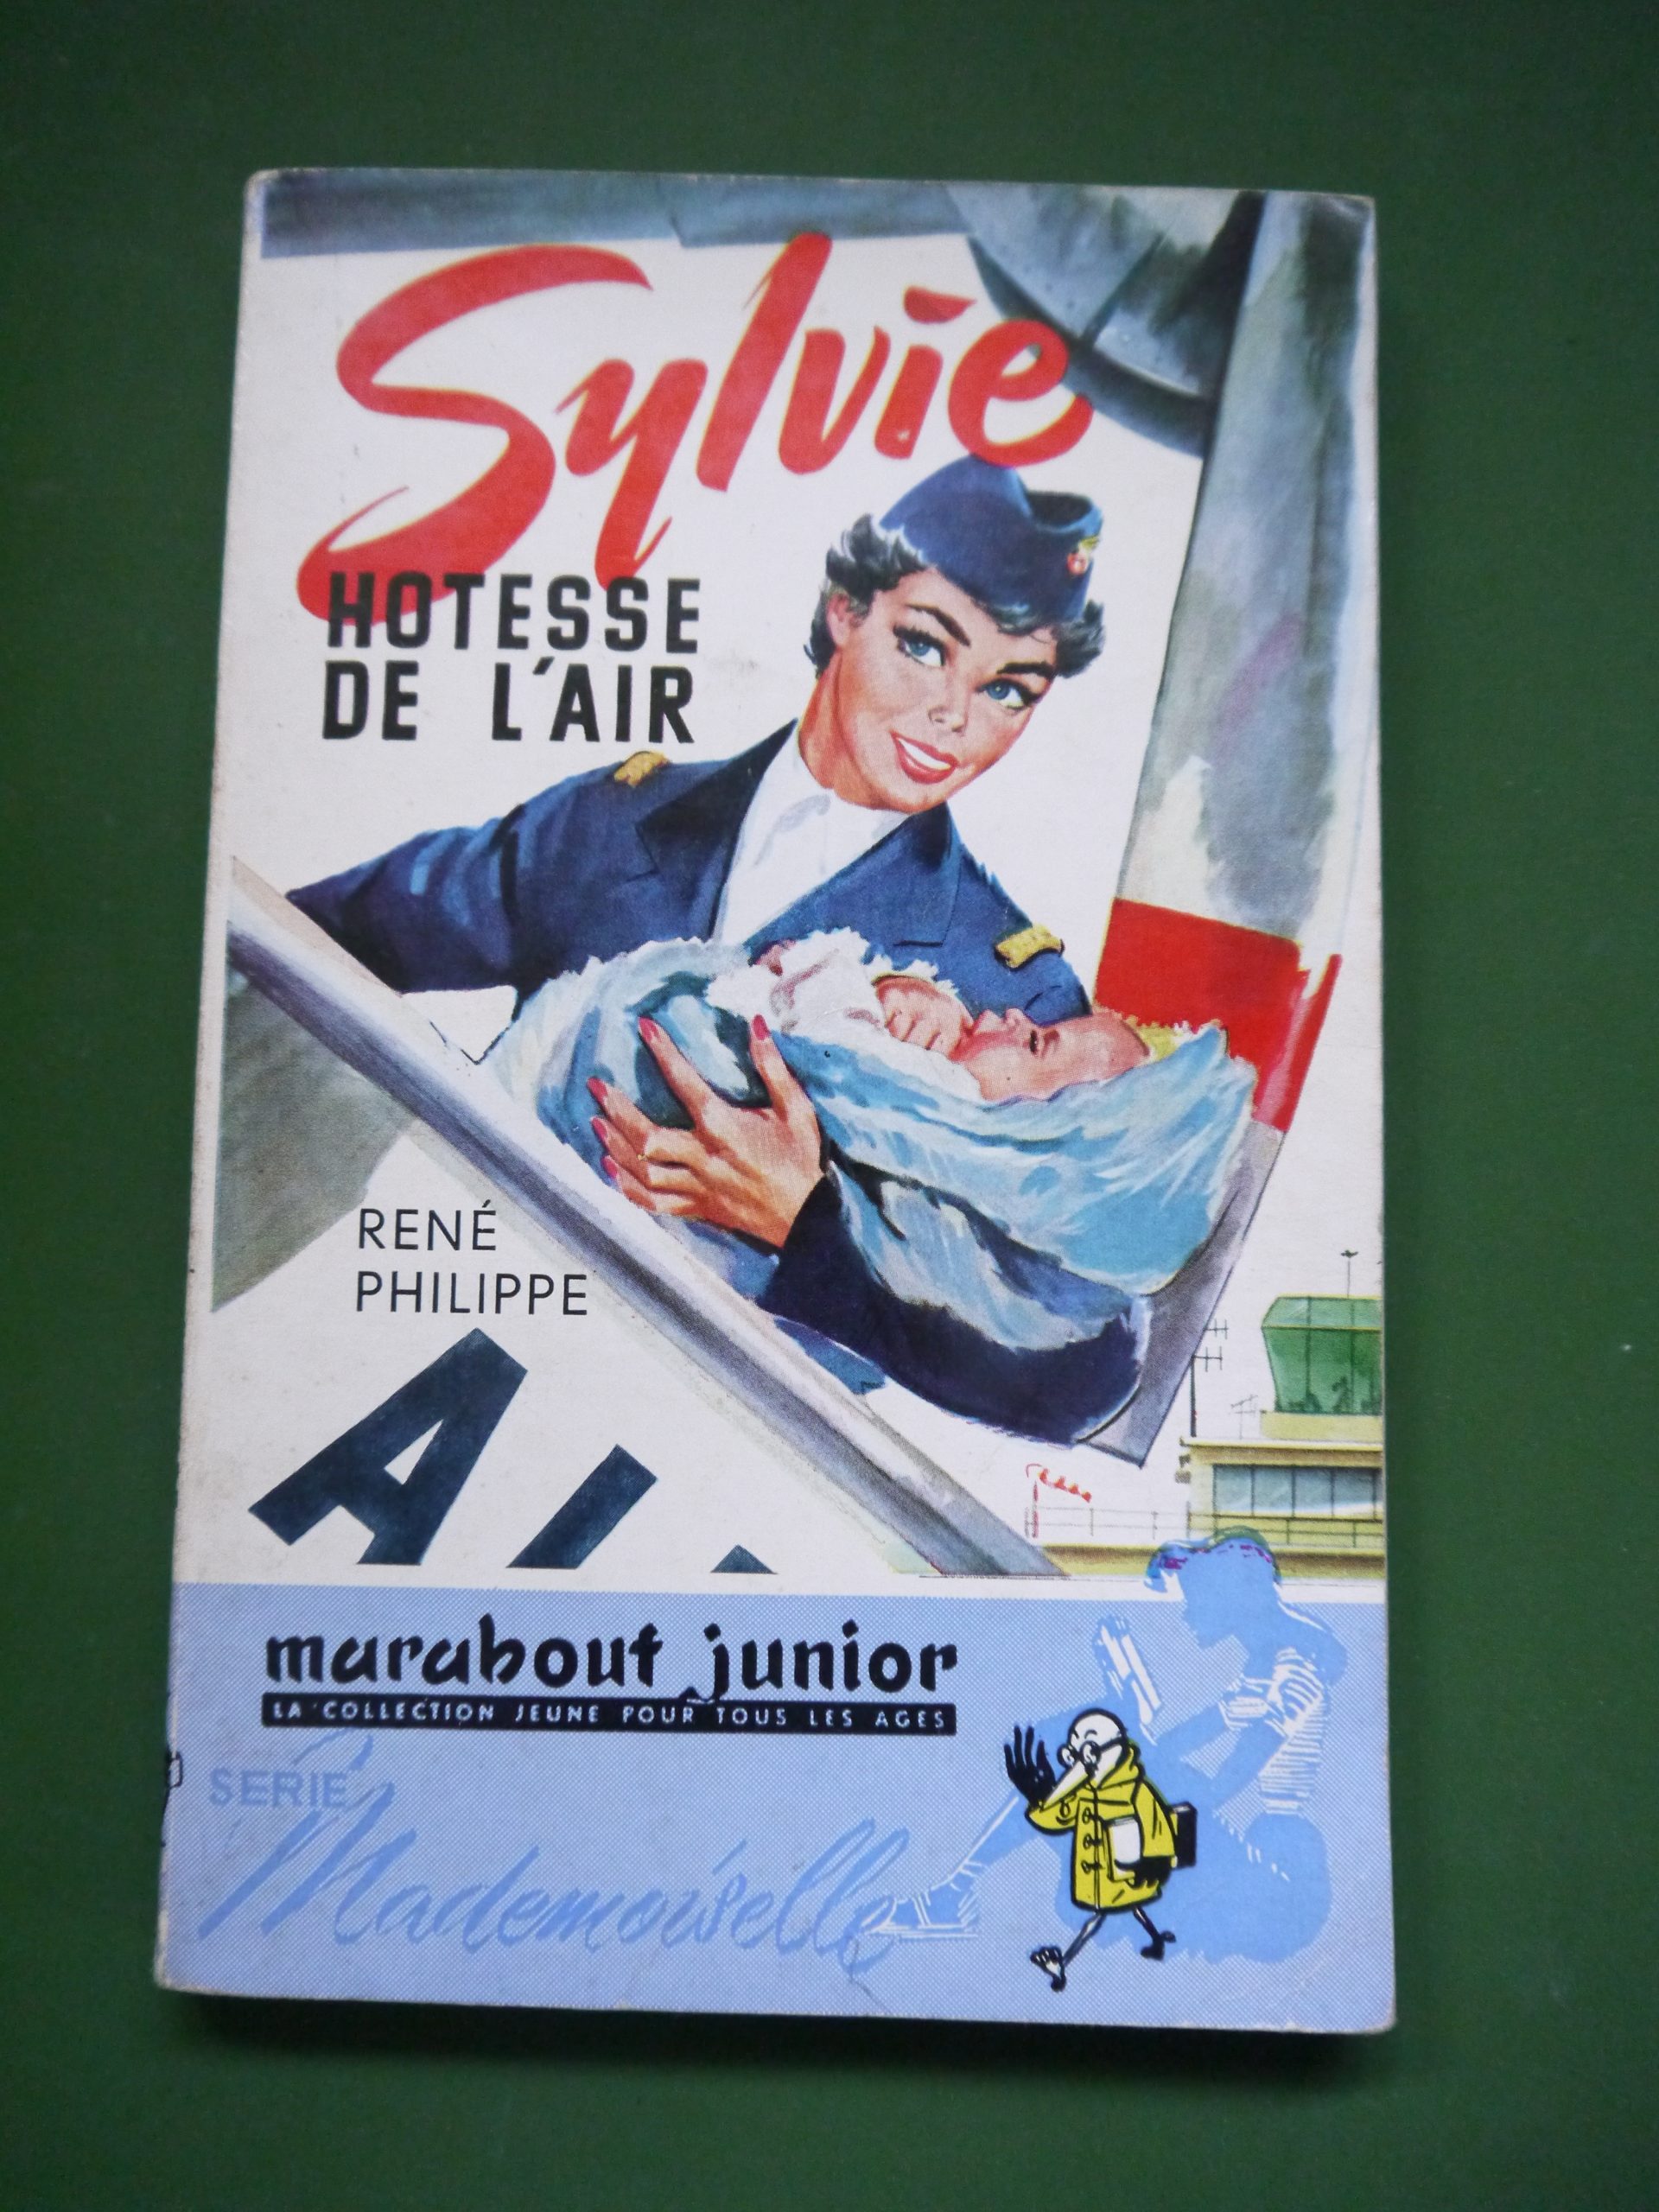 Sylvie
HOTESSE
DE L'AIR
RENÉ
PHILIPPE
AI
marabout junior
LA COLLECTION JEUNE POUR TOUS LES AGES
SERIE
Mademoiselle